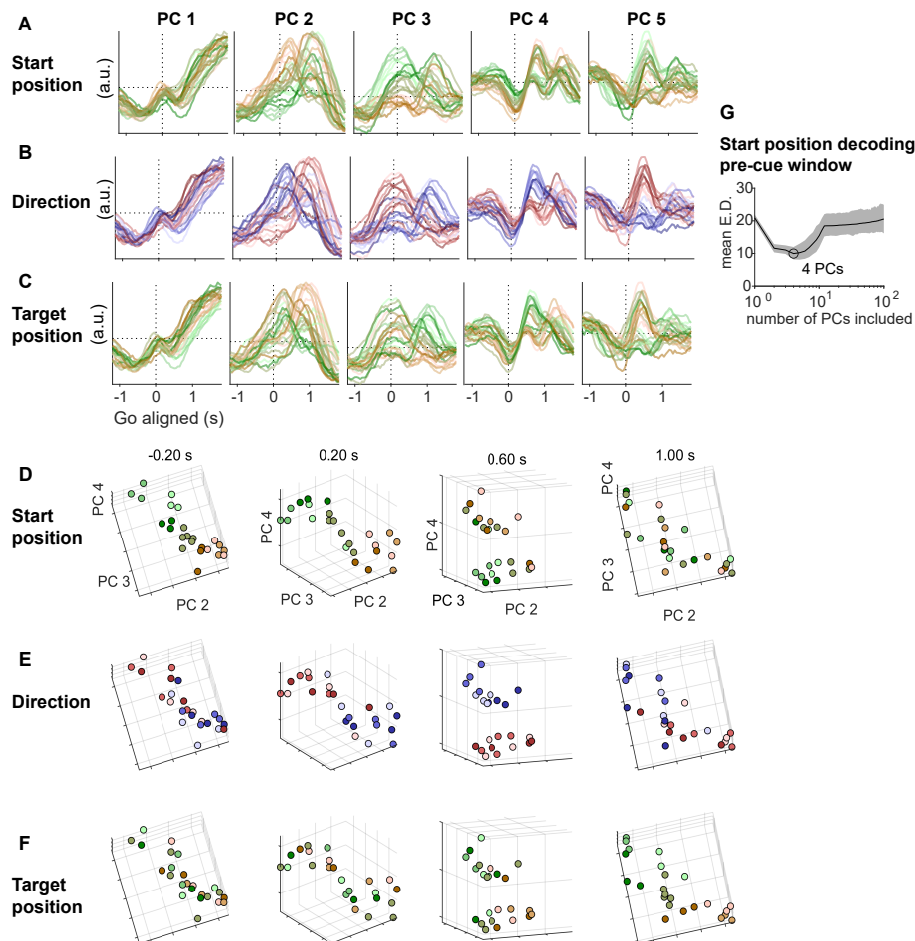 A
PC 1
PC 2
PC 3
PC 4
PC 5
Start
position
(a.u.)
B
Direction
(a.u.)
C
Target
position
(a.u.)
-1
0
1
-1
0
1
-1
0
1
-1
0
1
-1
0
1
Go aligned (s)
G
Start position decoding
pre-cue window
mean E.D.
30
20
10
0
4 PCs
10^0
10^1
10^2
number of PCs included
D
Start
position
-0.20 s
0.20 s
0.60 s
1.00 s
PC 4
PC 3
PC 2
PC 4
PC 3
PC 2
PC 4
PC 3
PC 2
PC 4
PC 3
PC 2
E
Direction
F
Target
position